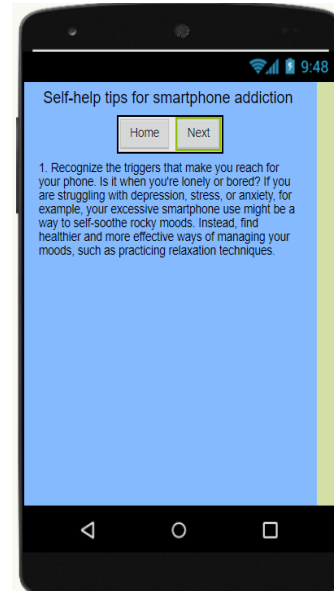 9:48
Self-help tips for smartphone addiction
Home Next
1. Recognize the triggers that make you reach for
your phone. Is it when you're lonely or bored? If you
are struggling with depression, stress, or anxiety, for
example, your excessive smartphone use might be a
way to self-soothe rocky moods. Instead, find
healthier and more effective ways of managing your
moods, such as practicing relaxation techniques.